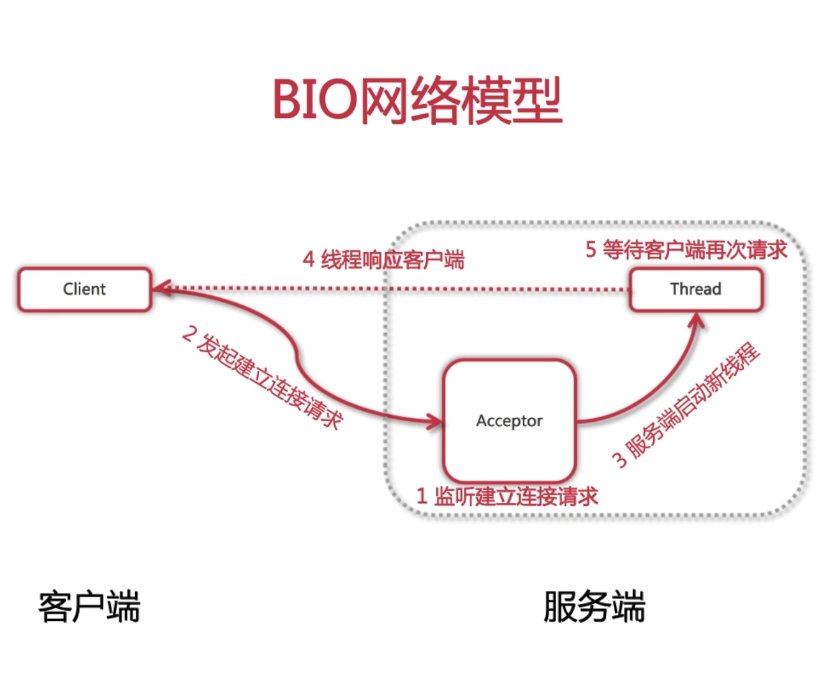 BIO网络模型
4 线程响应客户端
5 等待客户端再次请求
Client
Thread
2 发起建立连接请求
3 服务端启动新线程
Acceptor
1 监听建立连接请求
客户端
服务端